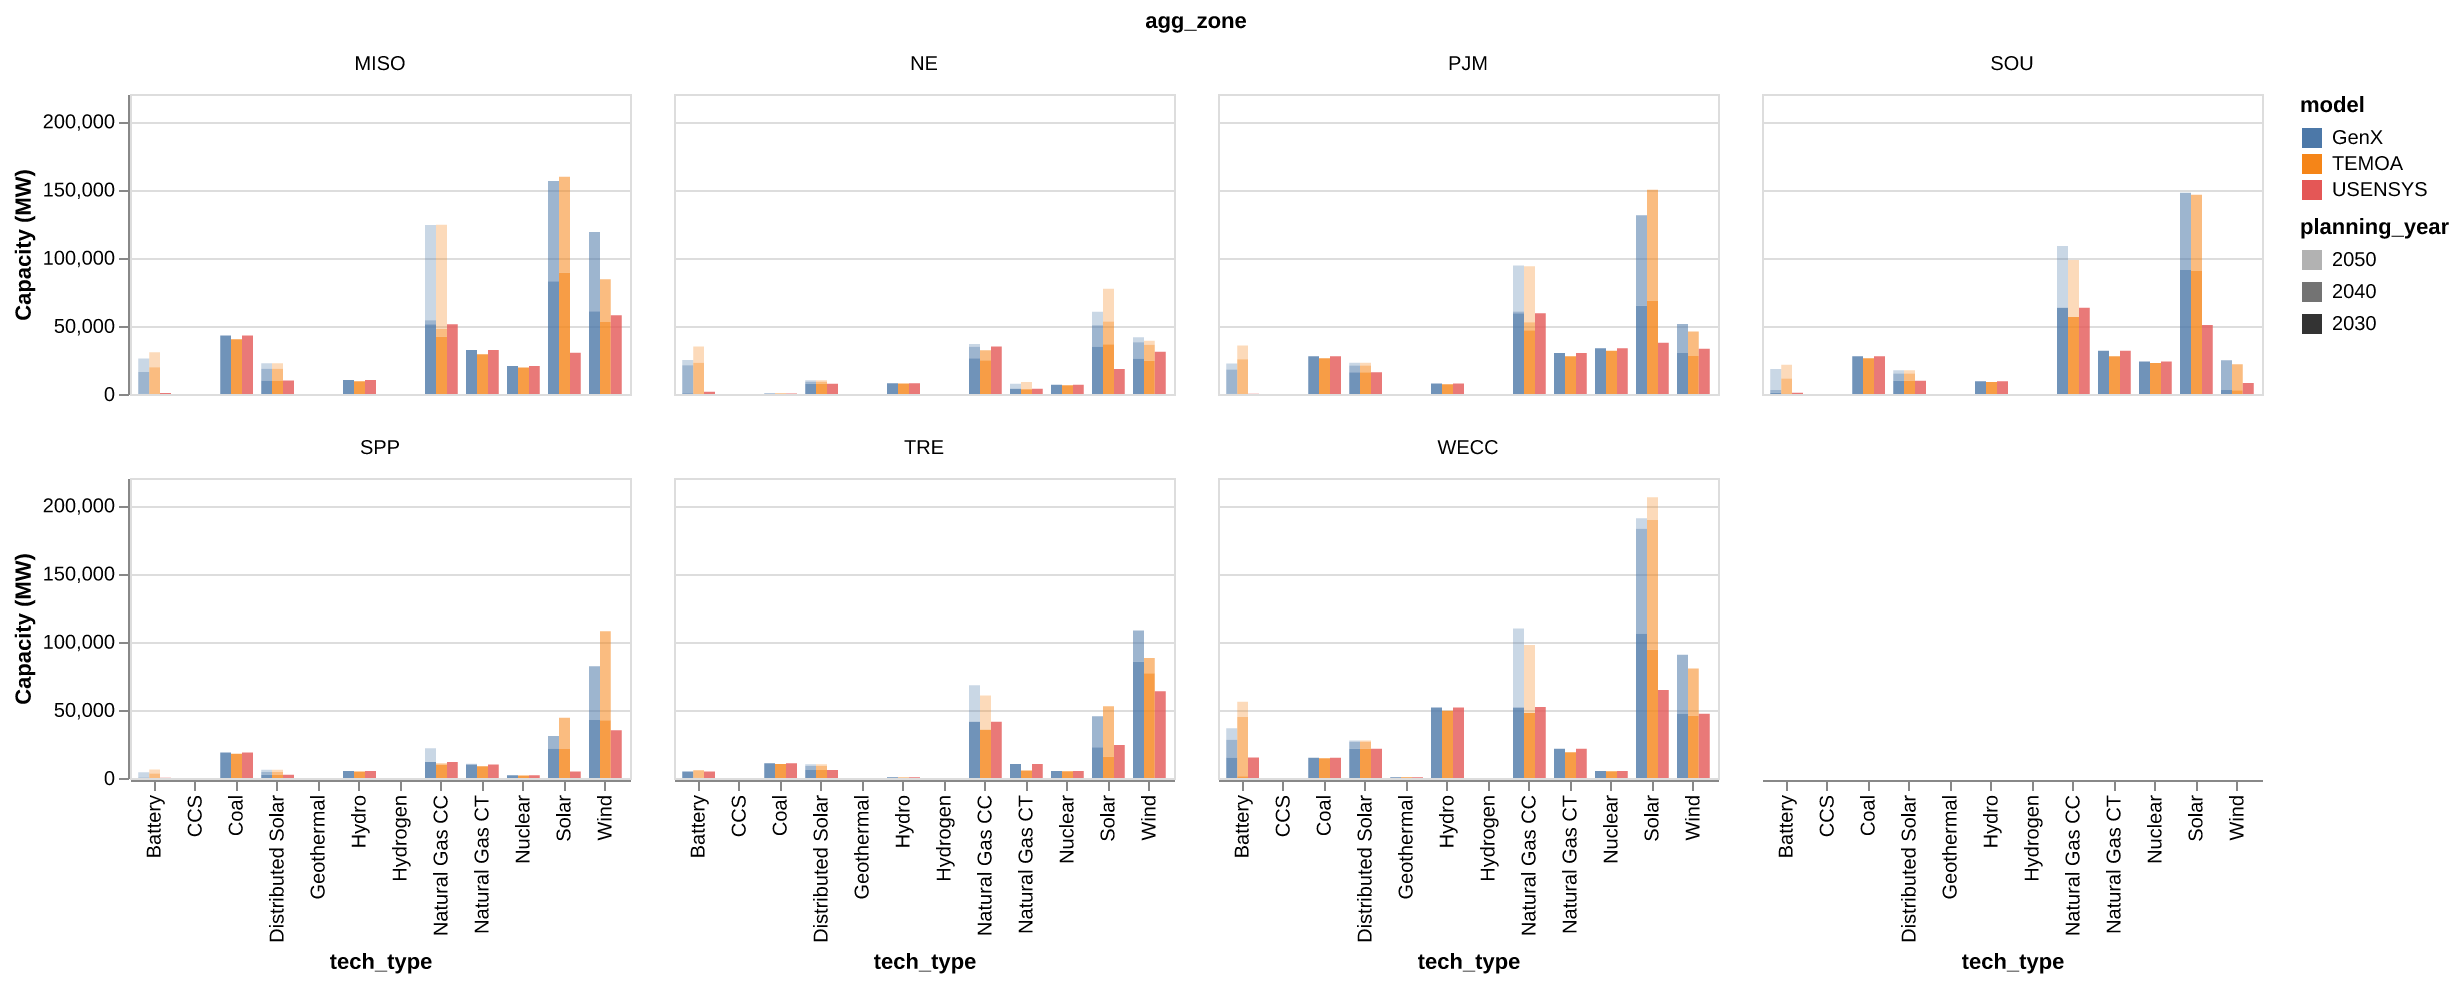 agg_zone
MISO
NE
PJM
SOU
Capacity (MW)
200,000
150,000
100,000
50,000
0
model
GenX
TEMOA
USENSYS
planning_year
2050
2040
2030
SPP
TRE
WECC
Capacity (MW)
200,000
150,000
100,000
50,000
0
Battery
CCS
Coal
Distributed Solar
Geothermal
Hydro
Hydrogen
Natural Gas CC
Natural Gas CT
Nuclear
Solar
Wind
Battery
CCS
Coal
Distributed Solar
Geothermal
Hydro
Hydrogen
Natural Gas CC
Natural Gas CT
Nuclear
Solar
Wind
Battery
CCS
Coal
Distributed Solar
Geothermal
Hydro
Hydrogen
Natural Gas CC
Natural Gas CT
Nuclear
Solar
Wind
Battery
CCS
Coal
Distributed Solar
Geothermal
Hydro
Hydrogen
Natural Gas CC
Natural Gas CT
Nuclear
Solar
Wind
tech_type
tech_type
tech_type
tech_type